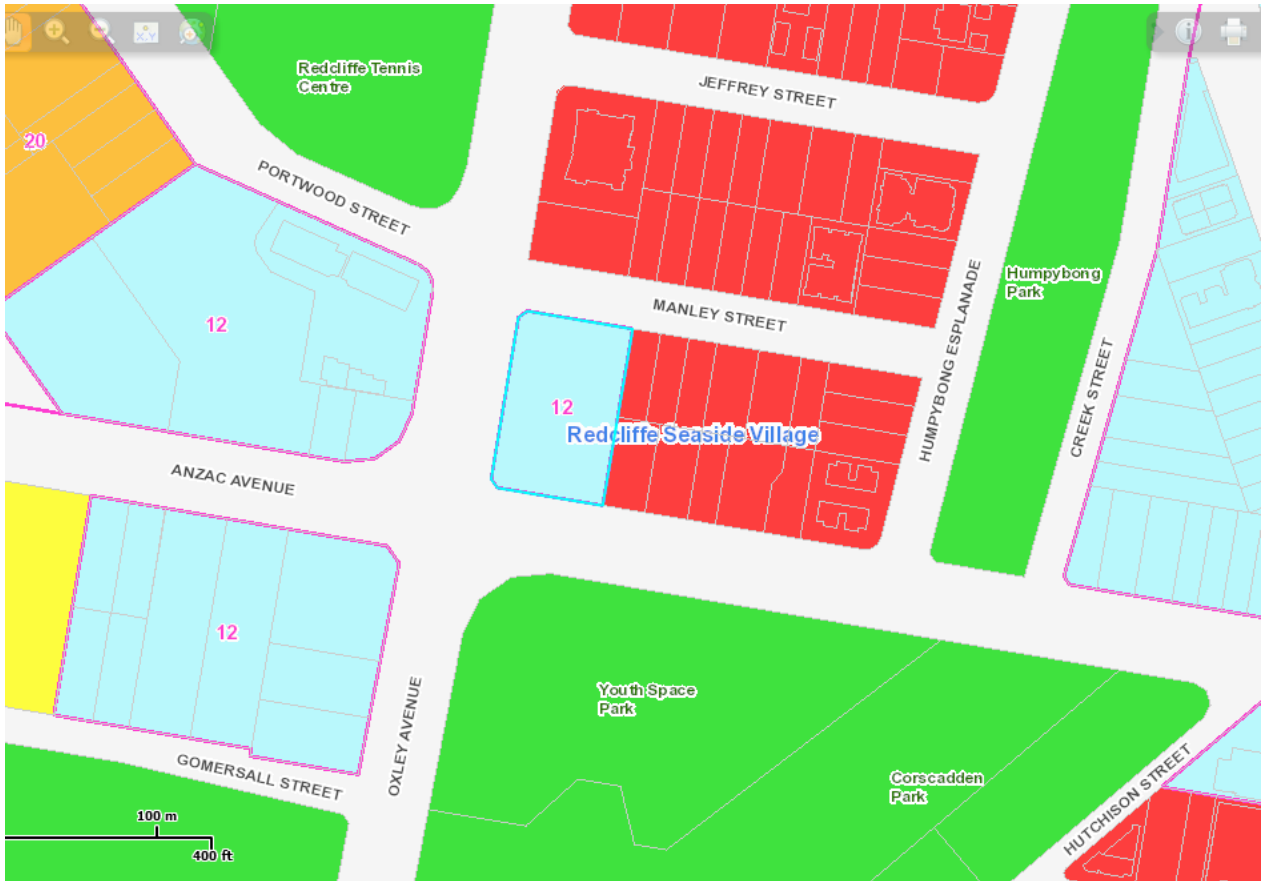 X,Y
Redcliffe Tennis
Centre
JEFFREY STREET
20
PORTWOOD STREET
Humpybong
Park
MANLEY STREET
12
HUMPYBONG ESPLANADE
CREEK STREET
12
Redcliffe Seaside Village
ANZAC AVENUE
12
Youth Space
Park
OXLEY AVENUE
GOMERSALL STREET
Corscadden
Park
HUTCHISON STREET
100 m
400 ft